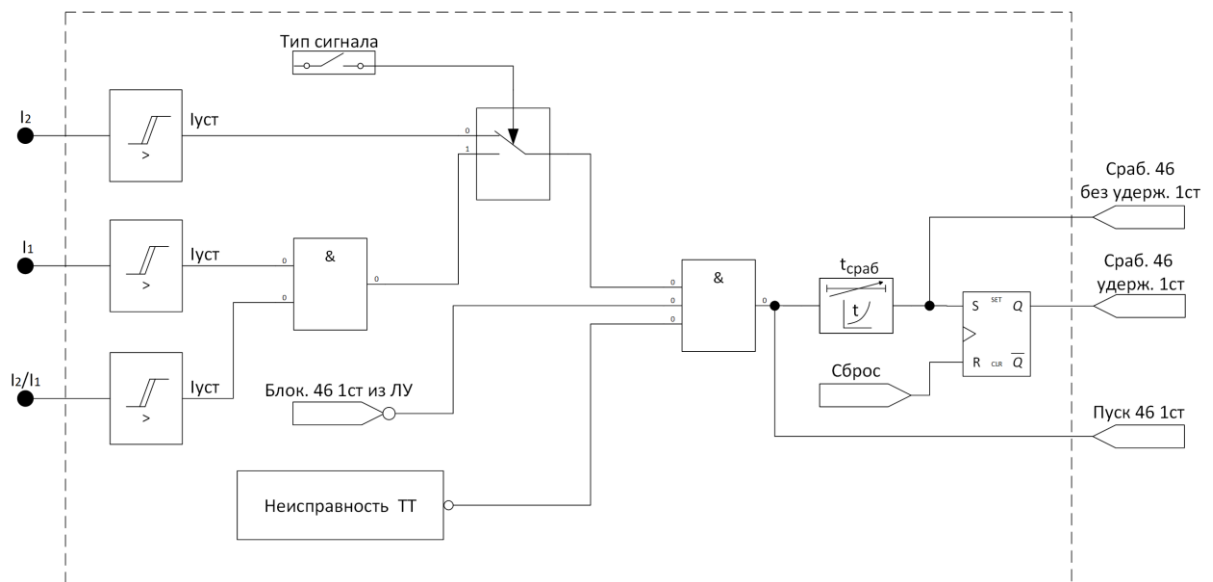 Тип сигнала
I2
Iуст
>
0
1
Сраб. 46
без удерж. 1ст
I1
Iуст
>
0
0
&
0
&
0
0
0
0
tсраб
t
Сраб. 46
удерж. 1ст
S SET Q
R CLR Q
I2/I1
Iуст
>
Блок. 46 1ст из ЛУ
Сброс
Пуск 46 1ст
Неисправность ТТ